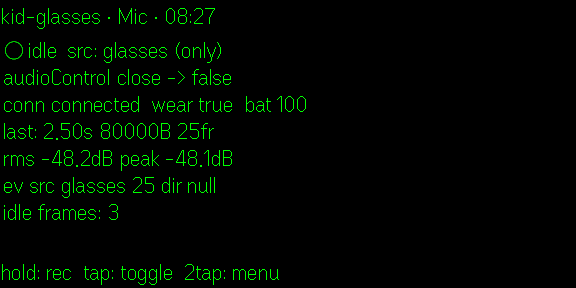 kid-glasses · Mic · 08:27
○ idle src: glasses (only)
audioControl close -> false
conn connected wear true bat 100
last: 2.50s 80000B 25fr
rms -48.2dB peak -48.1dB
ev src glasses 25 dir null
idle frames: 3
hold: rec tap: toggle 2tap: menu